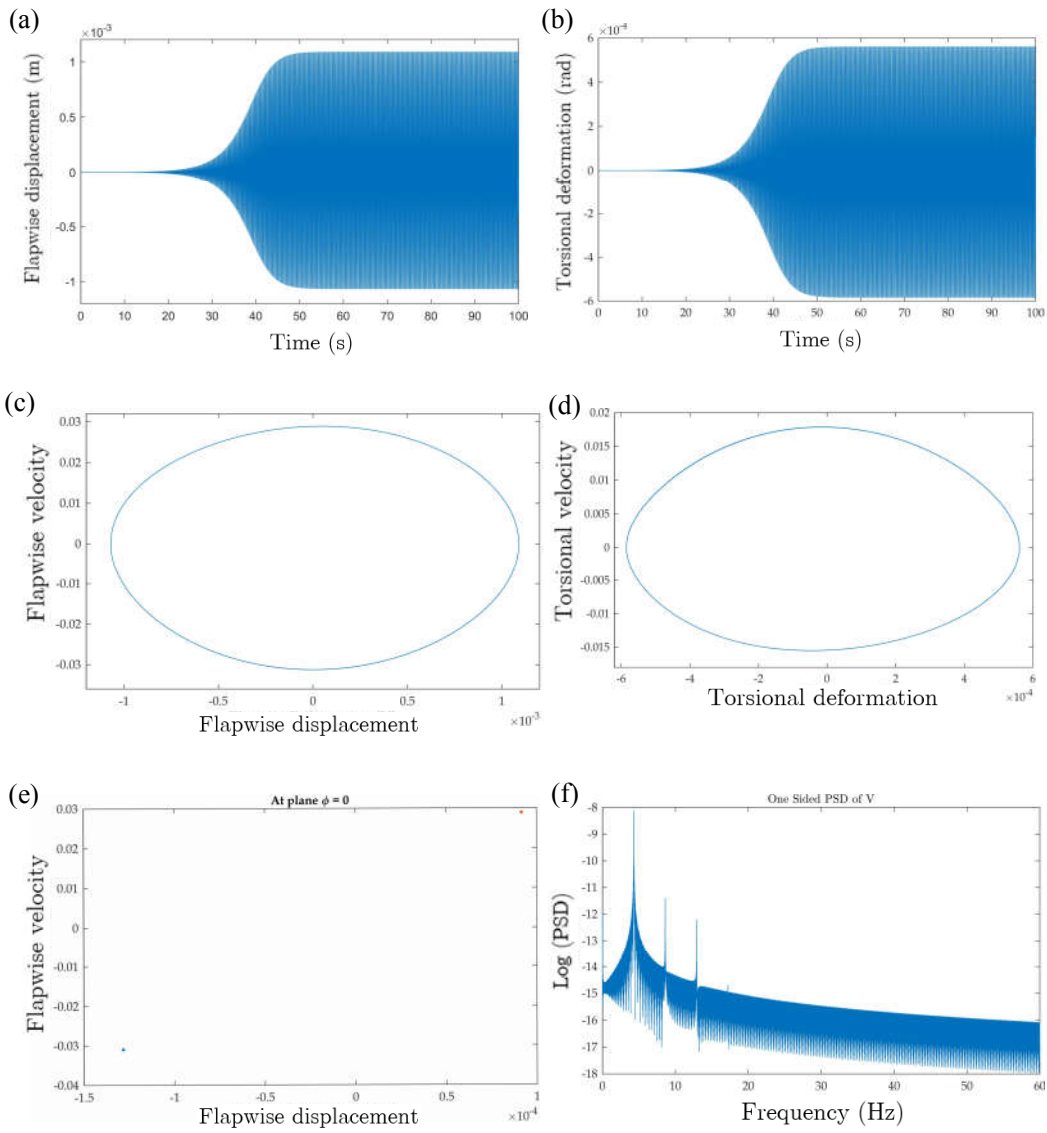 (a)
×10⁻³
Flapwise displacement (m)
1
0.5
0
-0.5
-1
0 10 20 30 40 50 60 70 80 90 100
Time (s)
(b)
Torsional deformation (rad)
6
4
2
0
-2
-4
-6
0 10 20 30 40 50 60 70 80 90 100
Time (s)
(c)
Flapwise velocity
0.03
0.02
0.01
0
-0.01
-0.02
-0.03
-1 -0.5 0 0.5 1
×10⁻³
Flapwise displacement
(d)
Torsional velocity
0.02
0.015
0.01
0.005
0
-0.005
-0.01
-0.015
-6 -4 -2 0 2 4 6
×10⁻⁴
Torsional deformation
(e)
At plane ϕ = 0
Flapwise velocity
0.03
0.02
0.01
0
-0.01
-0.02
-0.03
-0.04
-1.5 -1 -0.5 0 0.5 1
×10⁻⁴
Flapwise displacement
(f)
One Sided PSD of V
Log (PSD)
-8
-9
-10
-11
-12
-13
-14
-15
-16
-17
-18
0 10 20 30 40 50 60
Frequency (Hz)